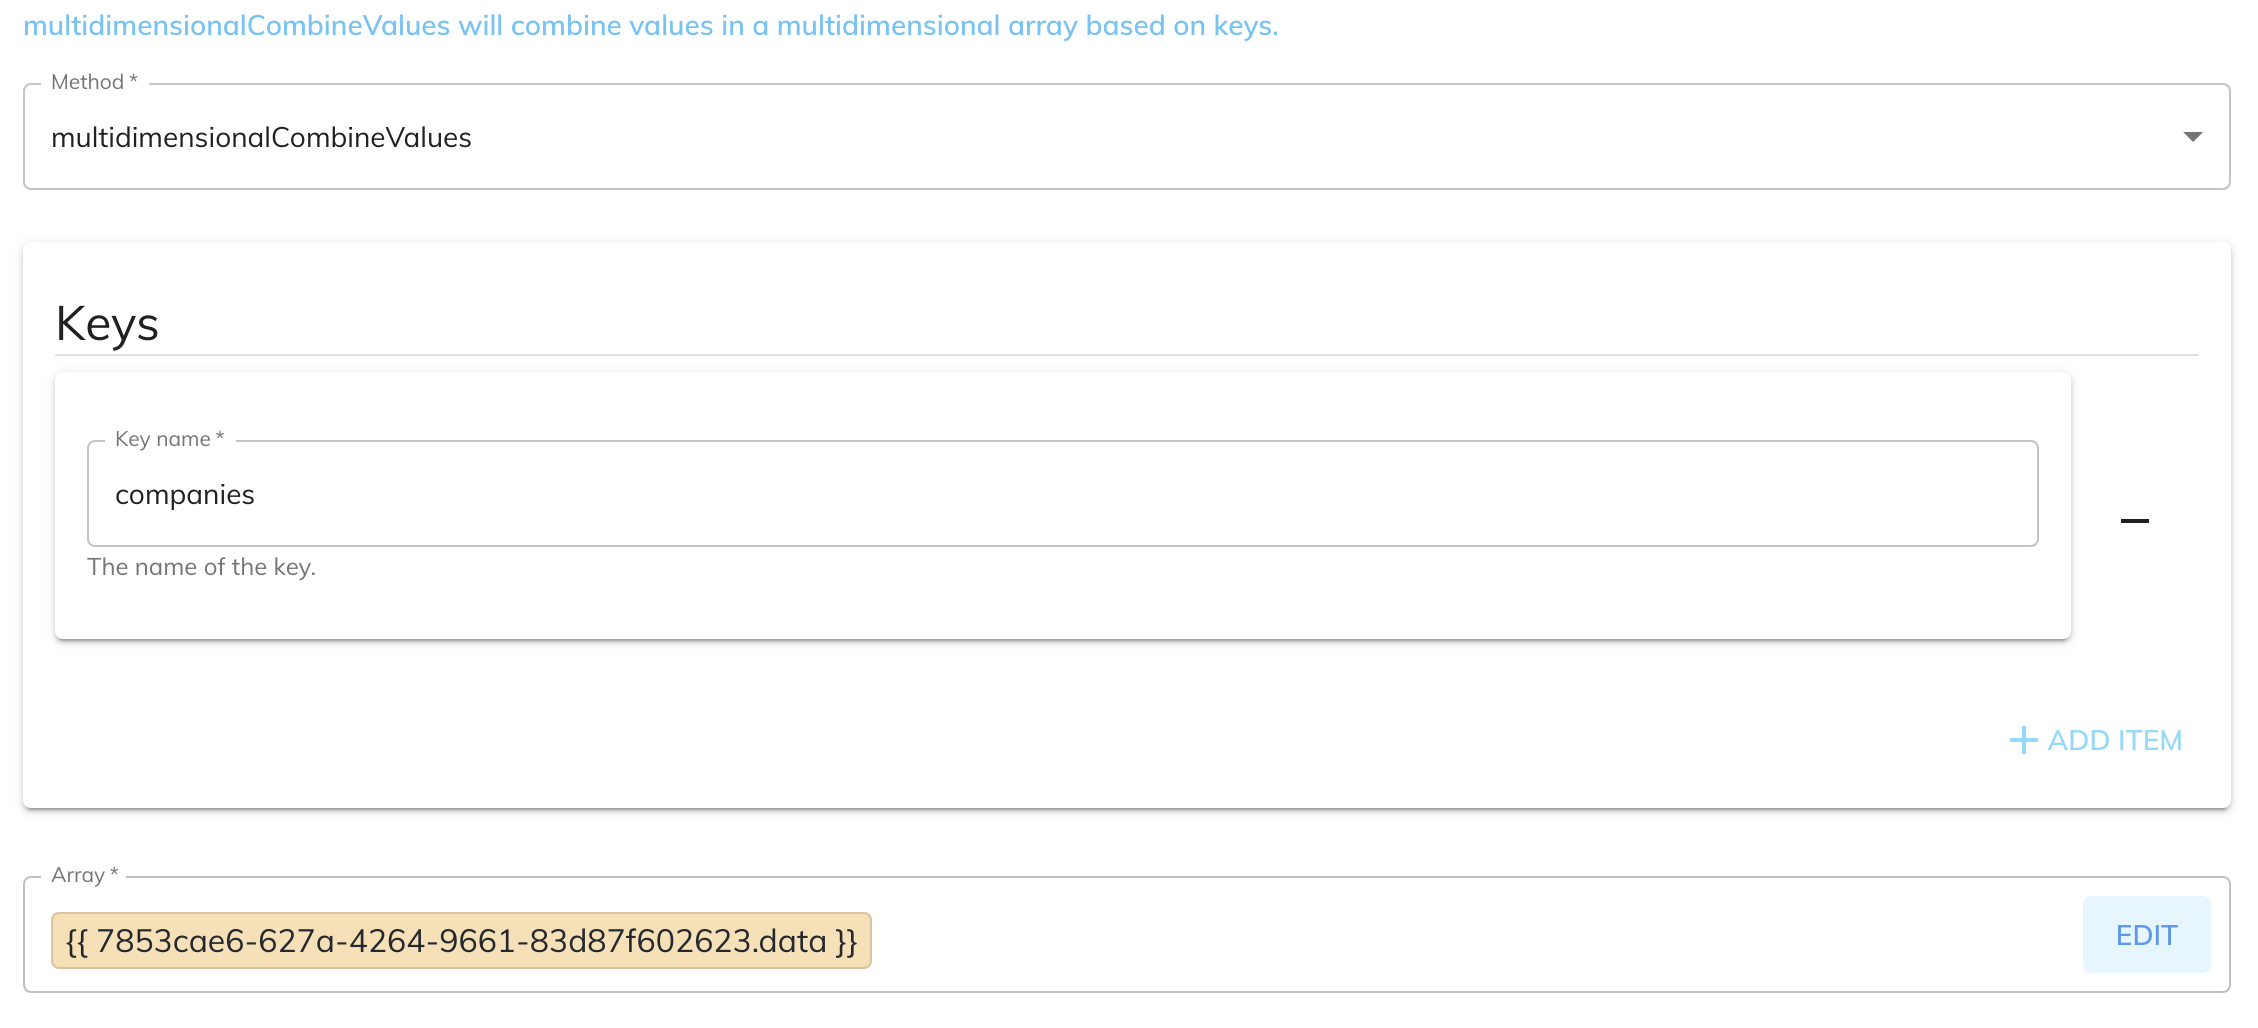 multidimensionalCombineValues will combine values in a multidimensional array based on keys.
Method *
multidimensionalCombineValues
Keys
Key name *
companies
The name of the key.
ADD ITEM
Array *
{{ 7853cae6-627a-4264-9661-83d87f602623.data }}
EDIT